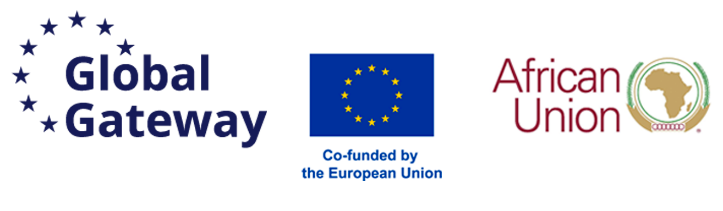 Global
Gateway
Co-funded by
the European Union
African
Union